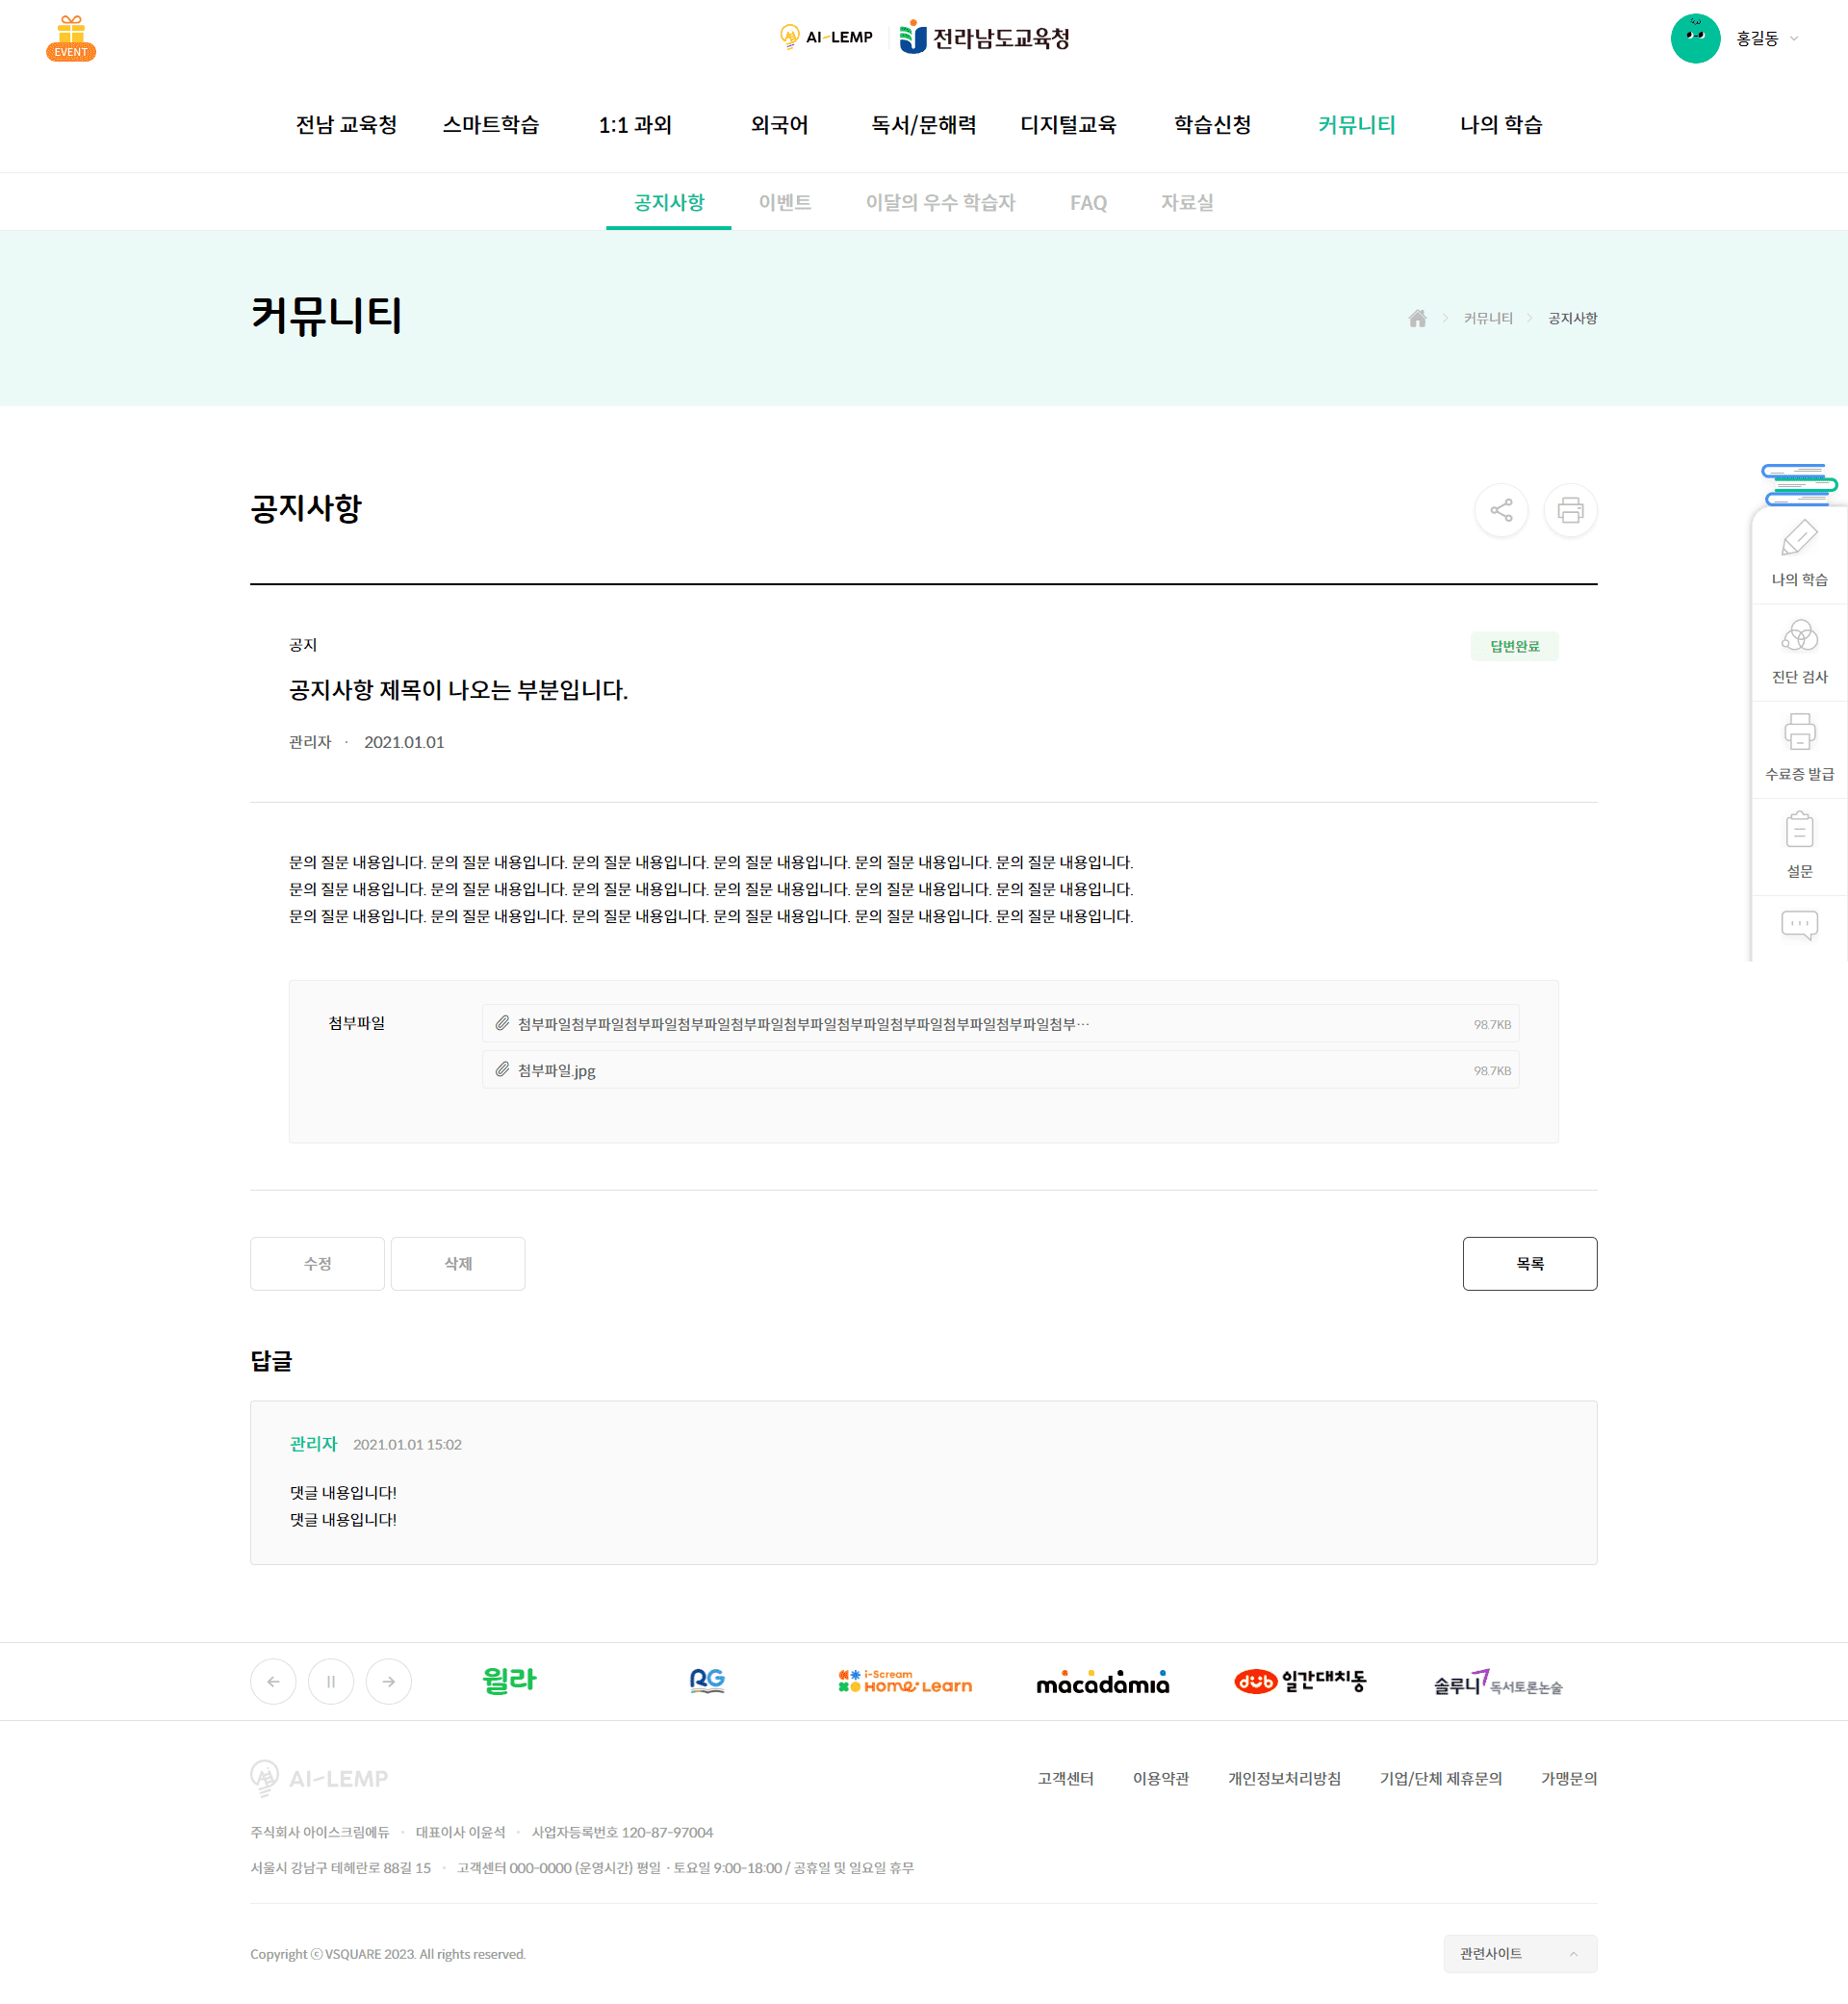 EVENT
AI-LEMP
전라남도교육청
홍길동
전남 교육청 스마트학습 1:1 과외 외국어 독서/문해력 디지털교육 학습신청 커뮤니티 나의 학습
공지사항 이벤트 이달의 우수 학습자 FAQ 자료실
커뮤니티
커뮤니티 공지사항
공지사항
나의 학습
진단 검사
수료증 발급
설문
공지
답변완료
공지사항 제목이 나오는 부분입니다.
관리자 · 2021.01.01
문의 질문 내용입니다. 문의 질문 내용입니다. 문의 질문 내용입니다. 문의 질문 내용입니다. 문의 질문 내용입니다. 문의 질문 내용입니다.
문의 질문 내용입니다. 문의 질문 내용입니다. 문의 질문 내용입니다. 문의 질문 내용입니다. 문의 질문 내용입니다. 문의 질문 내용입니다.
문의 질문 내용입니다. 문의 질문 내용입니다. 문의 질문 내용입니다. 문의 질문 내용입니다. 문의 질문 내용입니다. 문의 질문 내용입니다.
첨부파일
첨부파일첨부파일첨부파일첨부파일첨부파일첨부파일첨부파일첨부파일첨부파일첨부파일첨부… 98.7KB
첨부파일.jpg 98.7KB
수정 삭제 목록
답글
관리자 2021.01.01 15:02
댓글 내용입니다!
댓글 내용입니다!
윌라
RG
i-Scream
HOME·Learn
macadamia
dub 일간대치동
솔루니 독서토론논술
AI-LEMP
고객센터 이용약관 개인정보처리방침 기업/단체 제휴문의 가맹문의
주식회사 아이스크림에듀 · 대표이사 이윤석 · 사업자등록번호 120-87-97004
서울시 강남구 테헤란로 88길 15 · 고객센터 000-0000 (운영시간) 평일 · 토요일 9:00-18:00 / 공휴일 및 일요일 휴무
Copyright ⓒ VSQUARE 2023. All rights reserved.
관련사이트